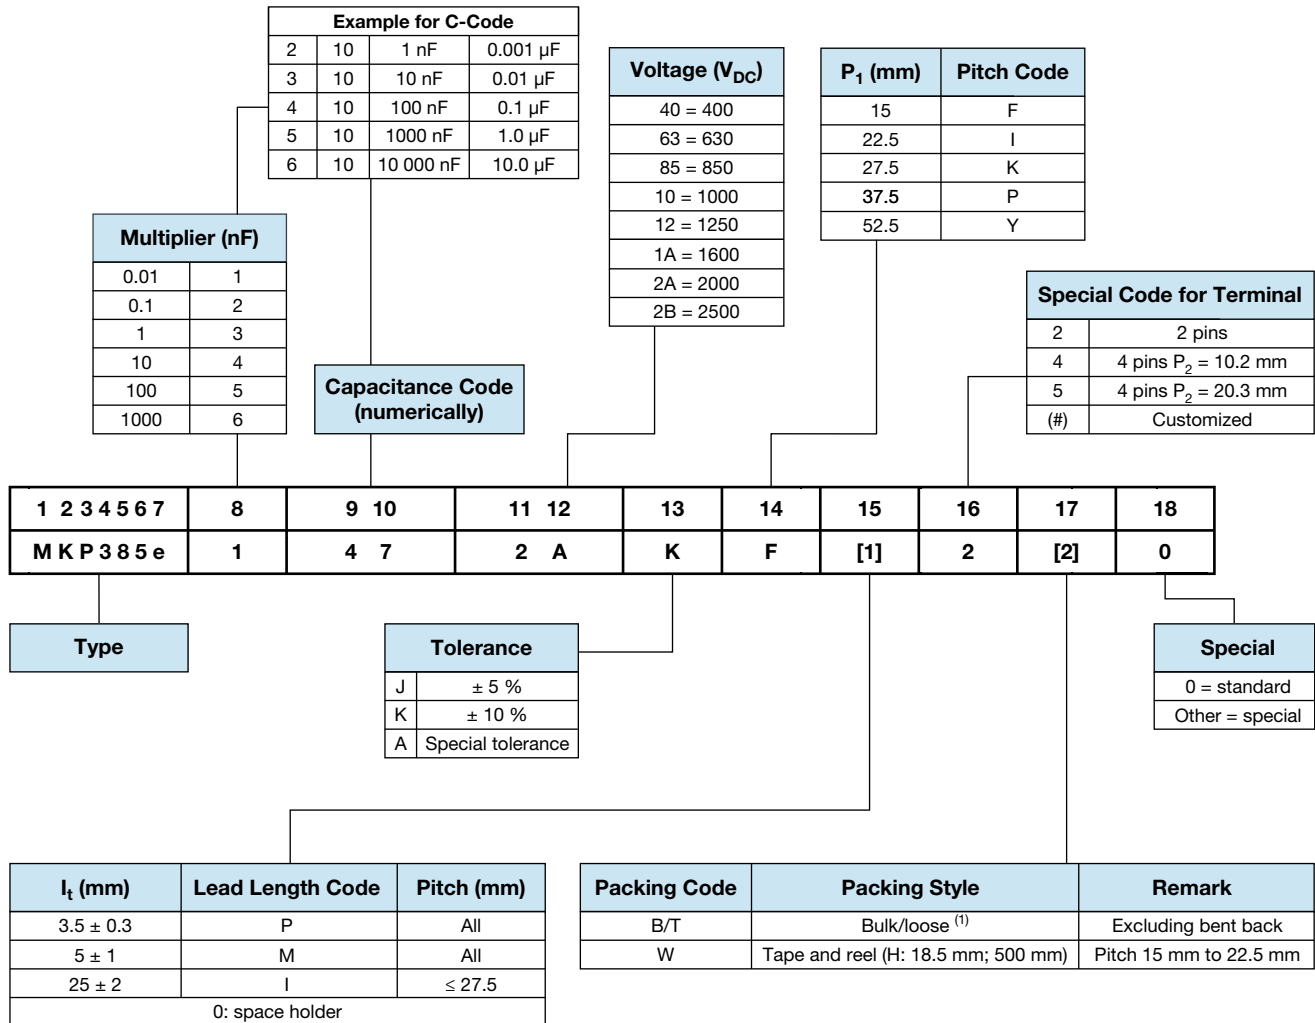 Example for C-Code
2 10 1 nF 0.001 µF
3 10 10 nF 0.01 µF
4 10 100 nF 0.1 µF
5 10 1000 nF 1.0 µF
6 10 10 000 nF 10.0 µF
Voltage (V_DC)
40 = 400
63 = 630
85 = 850
10 = 1000
12 = 1250
1A = 1600
2A = 2000
2B = 2500
P₁ (mm) Pitch Code
15 F
22.5 I
27.5 K
37.5 P
52.5 Y
Multiplier (nF)
0.01 1
0.1 2
1 3
10 4
100 5
1000 6
Capacitance Code
(numerically)
Special Code for Terminal
2 2 pins
4 4 pins P₂ = 10.2 mm
5 4 pins P₂ = 20.3 mm
(#) Customized
1 2 3 4 5 6 7 8 9 10 11 12 13 14 15 16 17 18
M K P 3 8 5 e 1 4 7 2 A K F [1] 2 [2] 0
Type
Tolerance
J ± 5 %
K ± 10 %
A Special tolerance
Special
0 = standard
Other = special
I_t (mm) Lead Length Code Pitch (mm)
3.5 ± 0.3 P All
5 ± 1 M All
25 ± 2 I ≤ 27.5
0: space holder
Packing Code Packing Style Remark
B/T Bulk/loose ⁽¹⁾ Excluding bent back
W Tape and reel (H: 18.5 mm; 500 mm) Pitch 15 mm to 22.5 mm